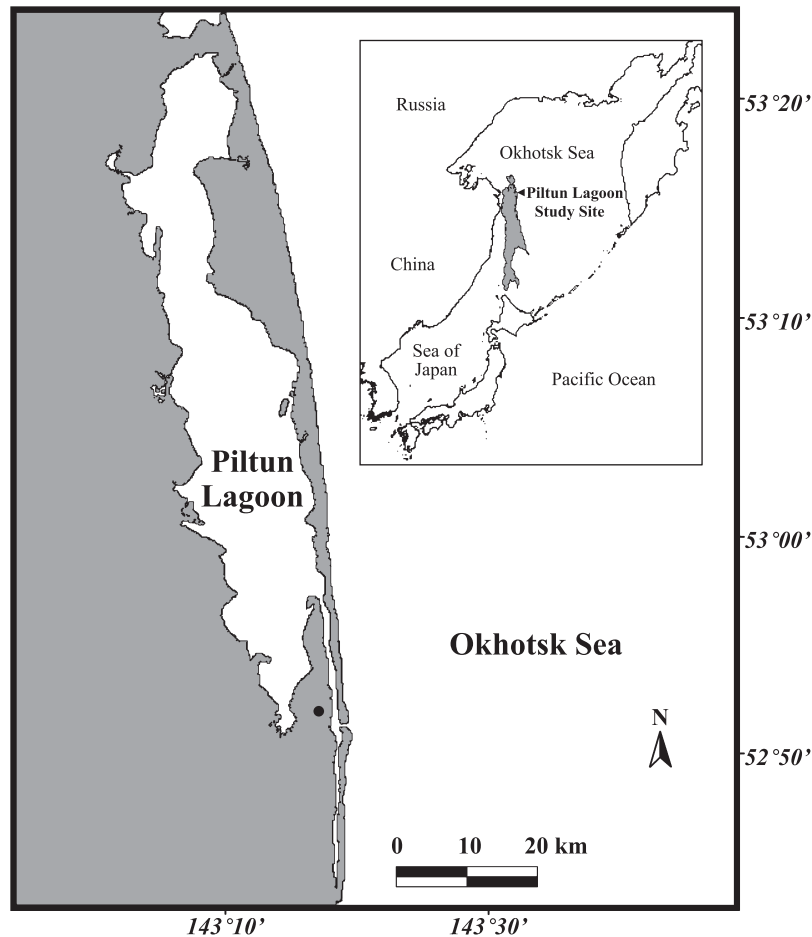 Russia
Okhotsk Sea
Piltun Lagoon
Study Site
China
Sea of
Japan
Pacific Ocean
53°20’
53°10’
53°00’
52°50’
Piltun
Lagoon
Okhotsk Sea
N
0 10 20 km
143°10’ 143°30’